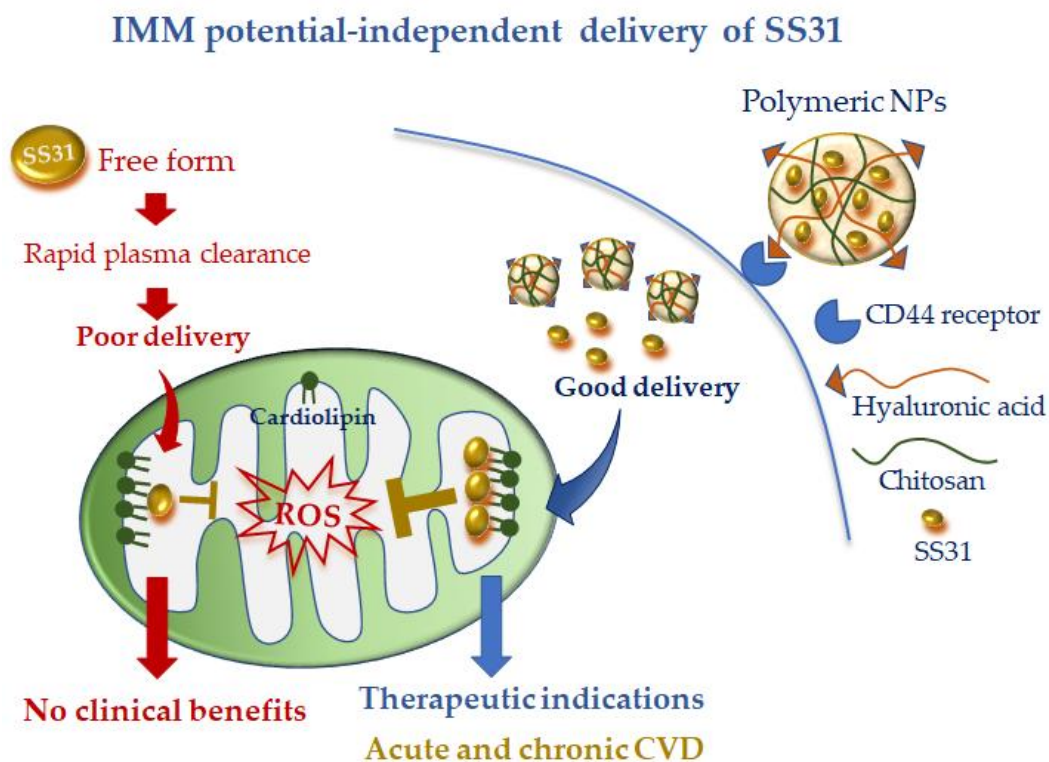 IMM potential-independent delivery of SS31
SS31
Free form
Rapid plasma clearance
Poor delivery
Polymeric NPs
CD44 receptor
Hyaluronic acid
Chitosan
SS31
Good delivery
Cardiolipin
ROS
No clinical benefits
Therapeutic indications
Acute and chronic CVD